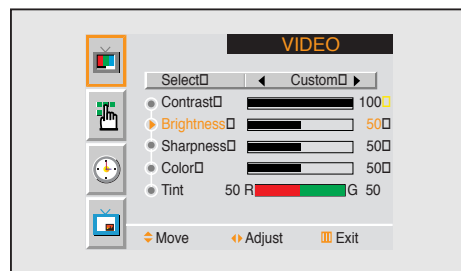 VIDEO
Select Custom
Contrast 100
Brightness 50
Sharpness 50
Color 50
Tint 50 R G 50
Move Adjust Exit